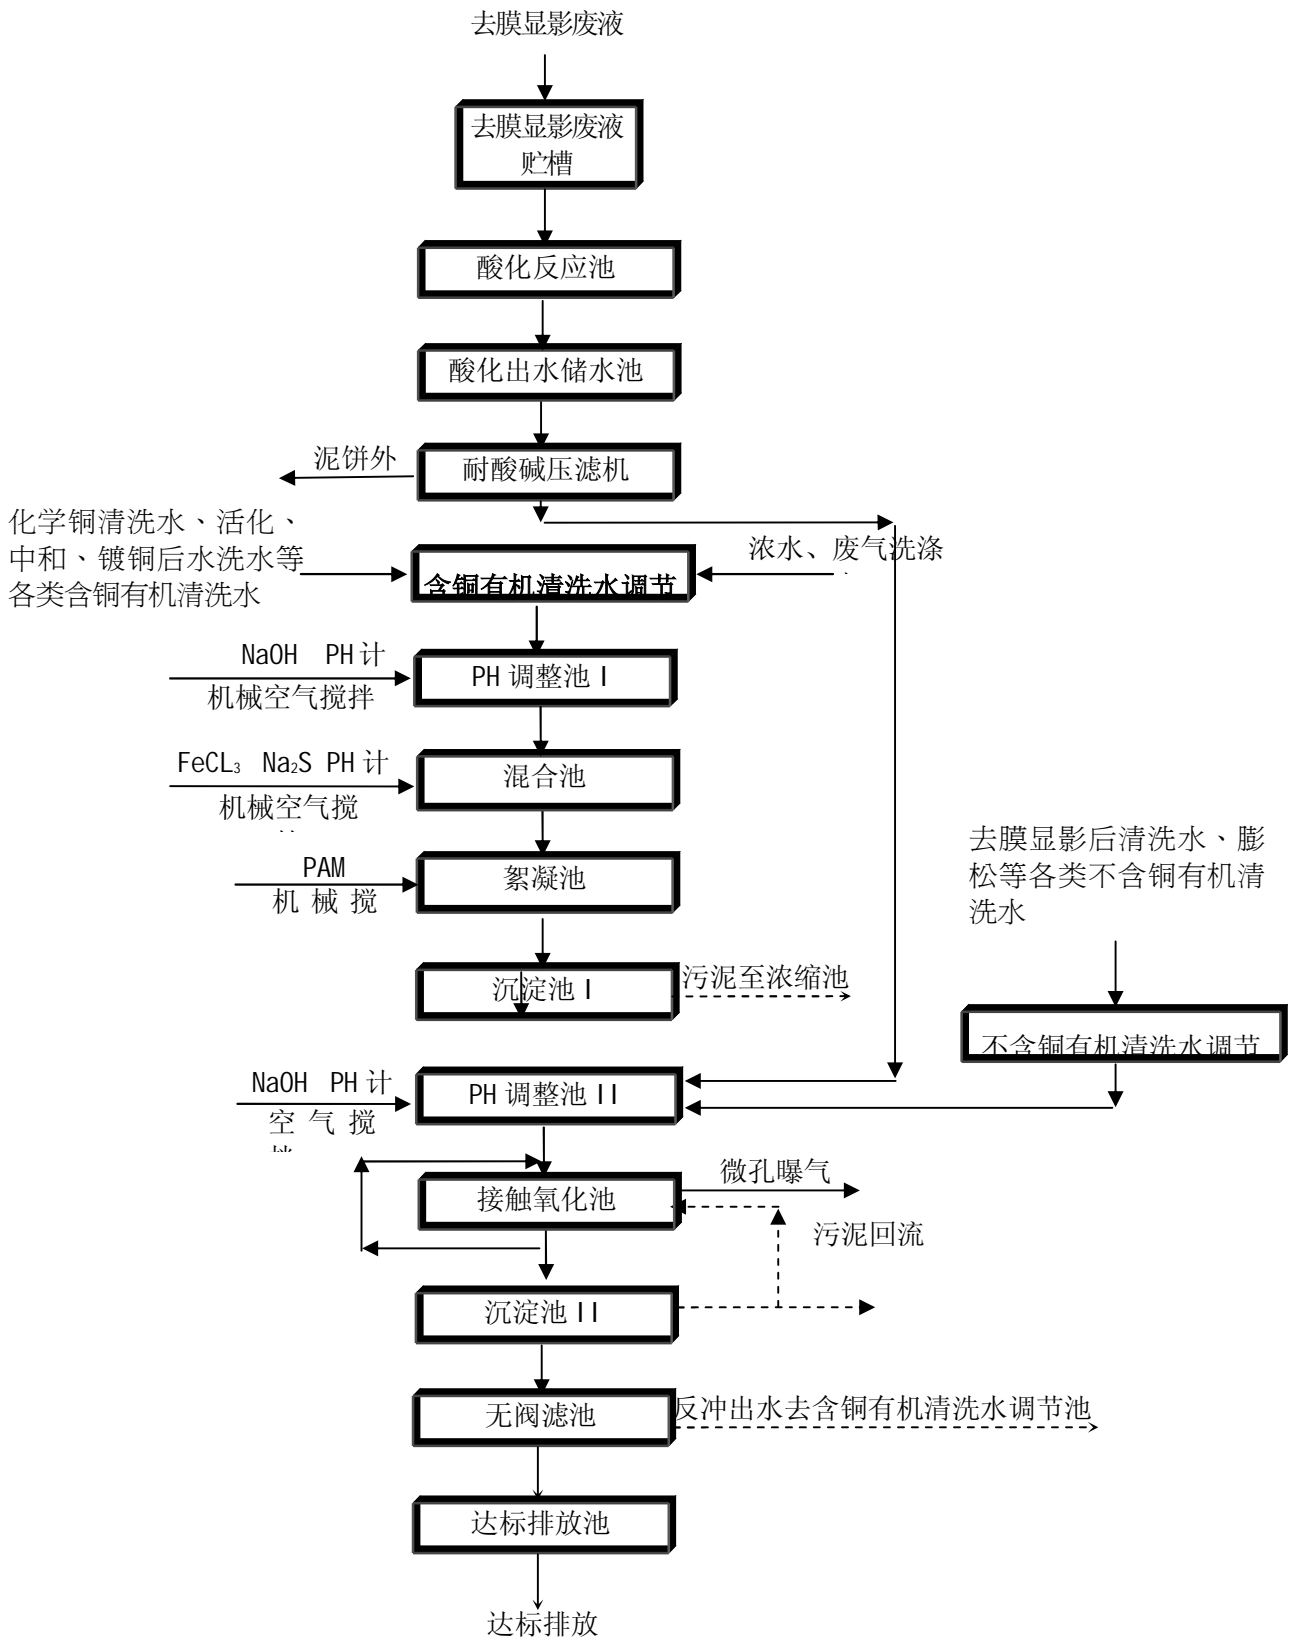 去膜显影废液
去膜显影废液
贮槽
酸化反应池
酸化出水储水池
泥饼外
耐酸碱压滤机
化学铜清洗水、活化、
中和、镀铜后水洗水等
各类含铜有机清洗水
浓水、废气洗涤
含铜有机清洗水调节
NaOH PH 计
机械空气搅拌
PH 调整池 I
FeCL₃ Na₂S PH 计
机械空气搅
混合池
PAM
机 械 搅
絮凝池
去膜显影后清洗水、膨
松等各类不含铜有机清
洗水
沉淀池 I
污泥至浓缩池
不含铜有机清洗水调节
NaOH PH 计
空 气 搅
PH 调整池 II
接触氧化池
微孔曝气
污泥回流
沉淀池 II
无阀滤池
反冲出水去含铜有机清洗水调节池
达标排放池
达标排放